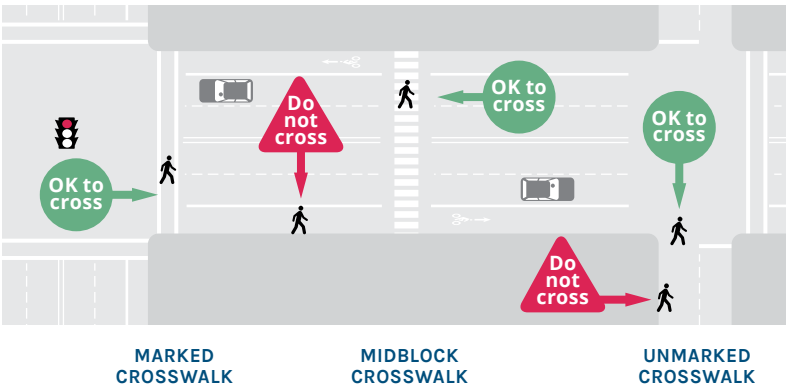 OK to
cross
Do
not
cross
OK to
cross
OK to
cross
Do
not
cross
MARKED
CROSSWALK
MIDBLOCK
CROSSWALK
UNMARKED
CROSSWALK